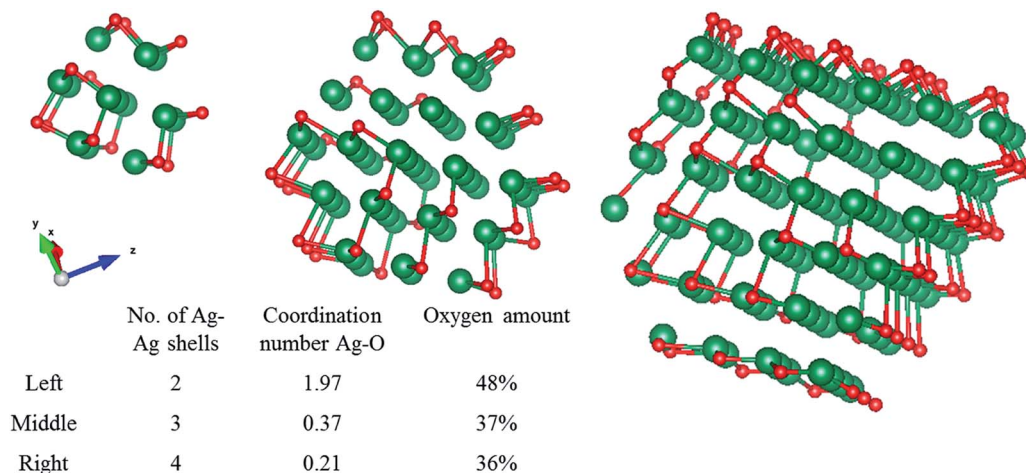 y
x
z
No. of Ag-
Ag shells
Coordination
number Ag-O
Oxygen amount
Left 2 1.97 48%
Middle 3 0.37 37%
Right 4 0.21 36%